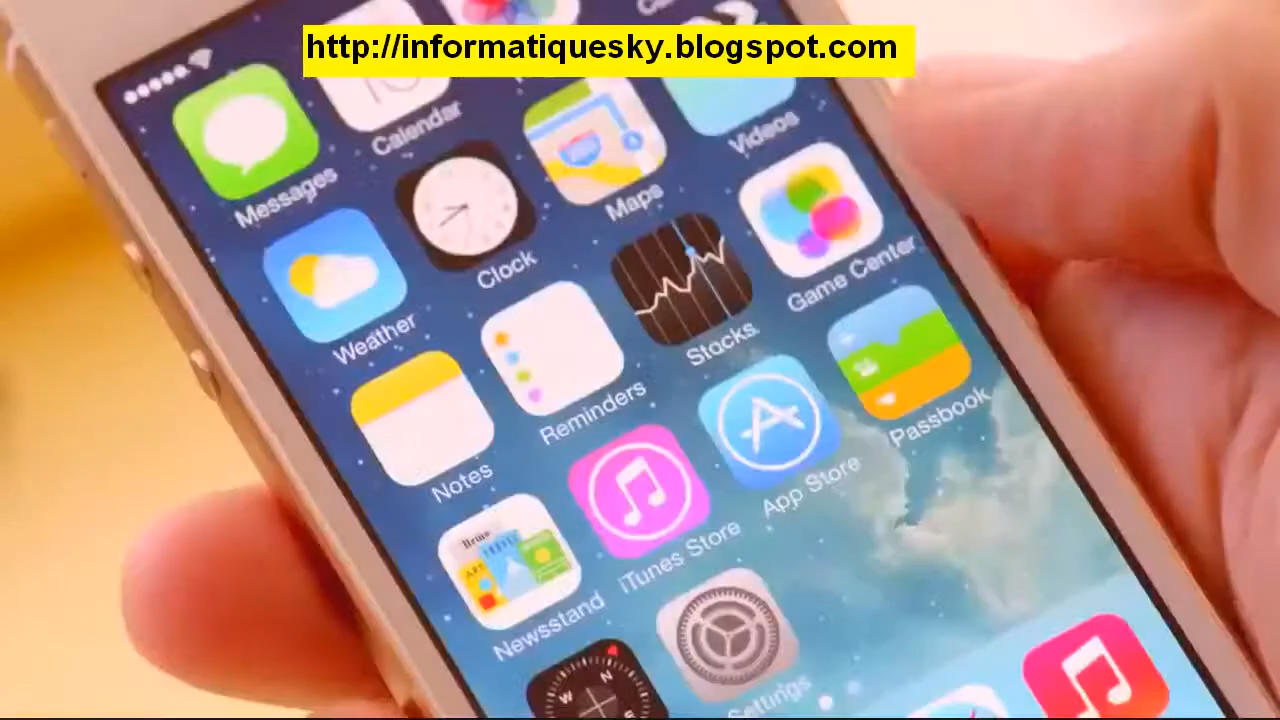 http://informatiquesky.blogspot.com
Messages
Calendar
Videos
Weather
Clock
Maps
Game Center
Notes
Reminders
Stocks
Passbook
Newsstand
iTunes Store
App Store
Settings
W
N